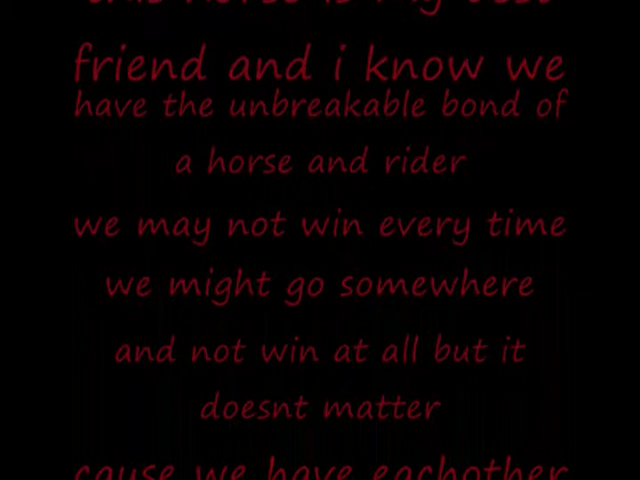 this horse is my best
friend and i know we
have the unbreakable bond of
a horse and rider
we may not win every time
we might go somewhere
and not win at all but it
doesnt matter
cause we have eachother